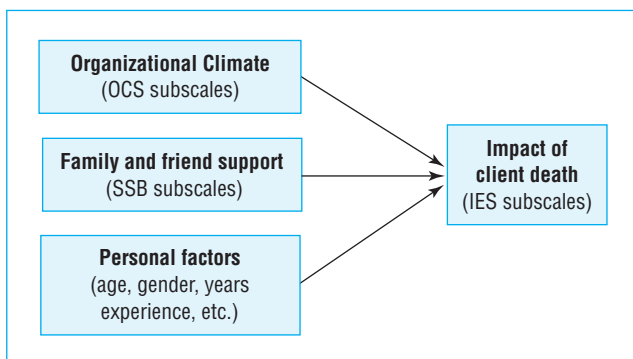 Organizational Climate
(OCS subscales)
Family and friend support
(SSB subscales)
Personal factors
(age, gender, years
experience, etc.)
Impact of
client death
(IES subscales)